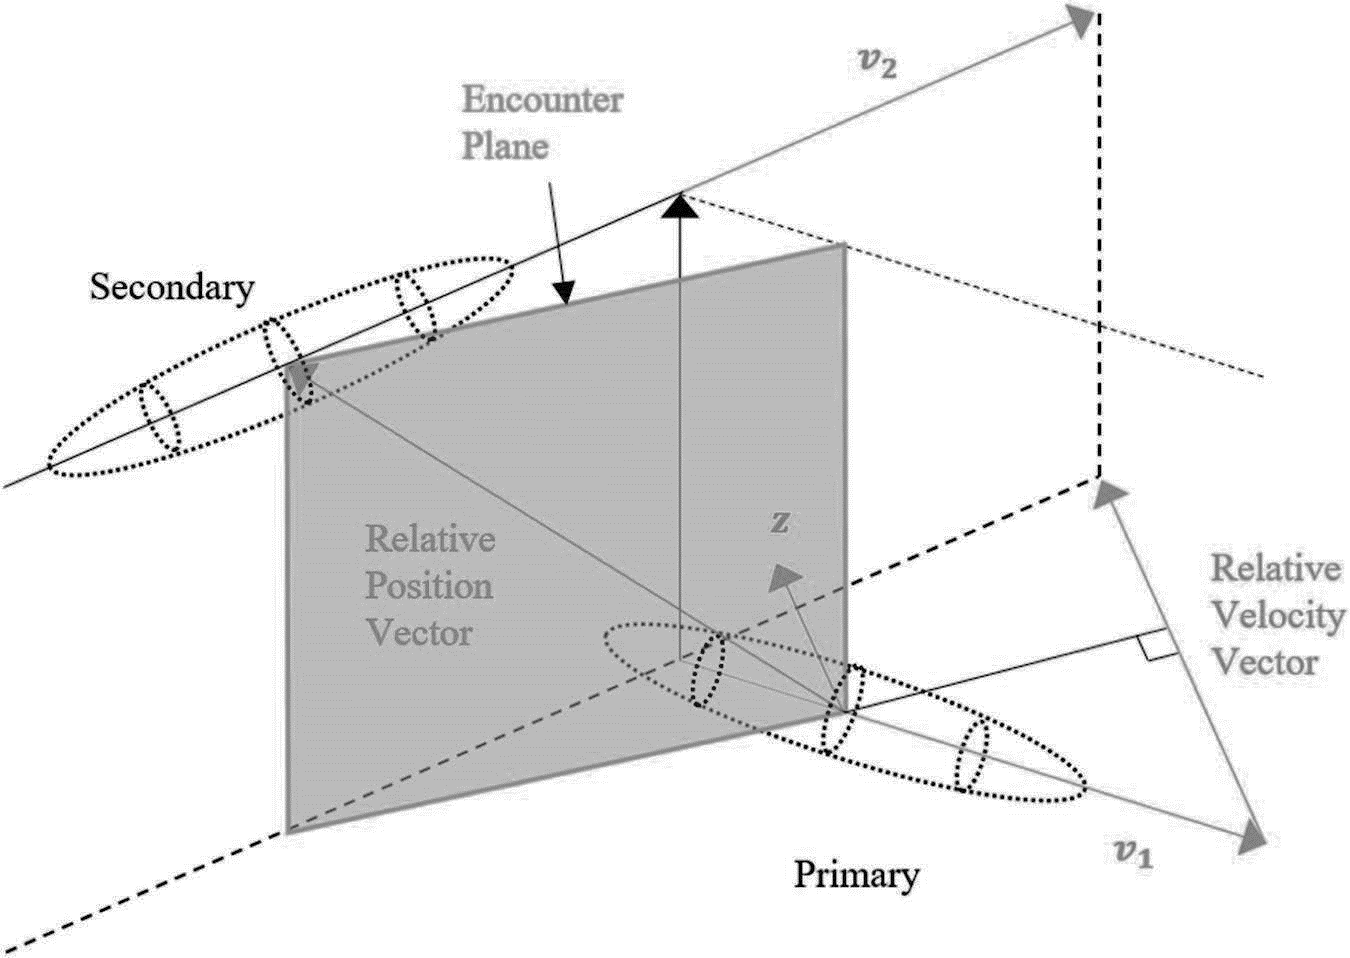 v₂
Encounter
Plane
Secondary
z
Relative
Position
Vector
Relative
Velocity
Vector
v₁
Primary